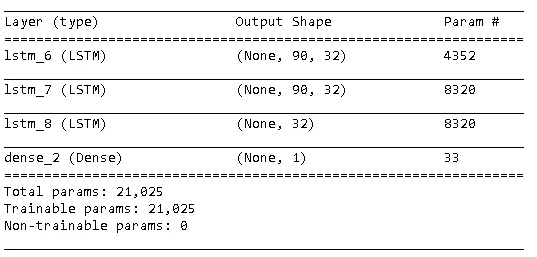 Layer (type) Output Shape Param #
=================================================================
lstm_6 (LSTM) (None, 90, 32) 4352
lstm_7 (LSTM) (None, 90, 32) 8320
lstm_8 (LSTM) (None, 32) 8320
dense_2 (Dense) (None, 1) 33
=================================================================
Total params: 21,025
Trainable params: 21,025
Non-trainable params: 0